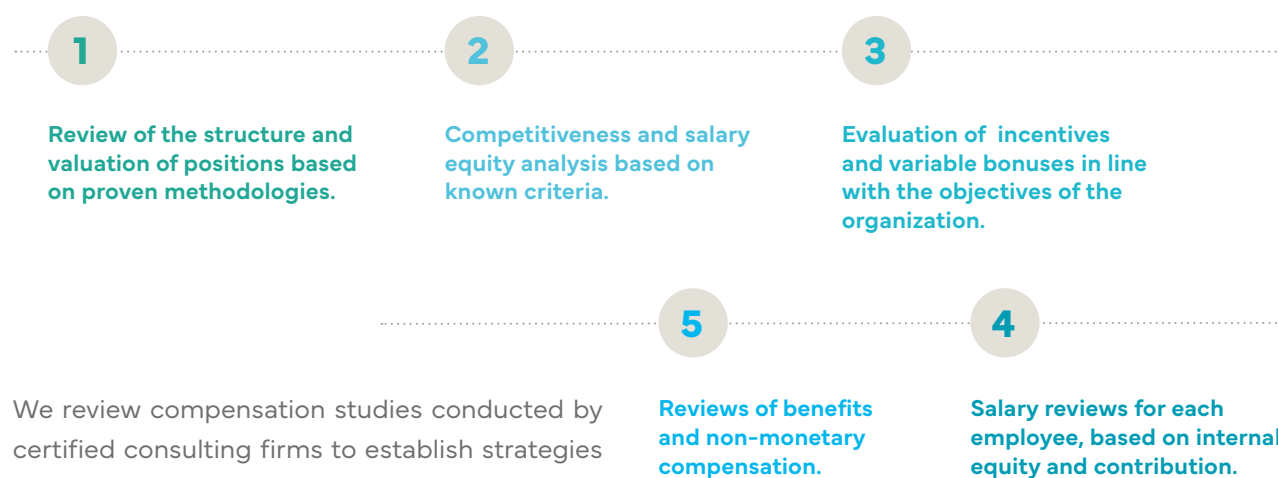 1
Review of the structure and
valuation of positions based
on proven methodologies.
2
Competitiveness and salary
equity analysis based on
known criteria.
3
Evaluation of  incentives
and variable bonuses in line
with the objectives of the
organization.
4
Salary reviews for each
employee, based on internal
equity and contribution.
5
Reviews of benefits
and non-monetary
compensation.
We review compensation studies conducted by
certified consulting firms to establish strategies